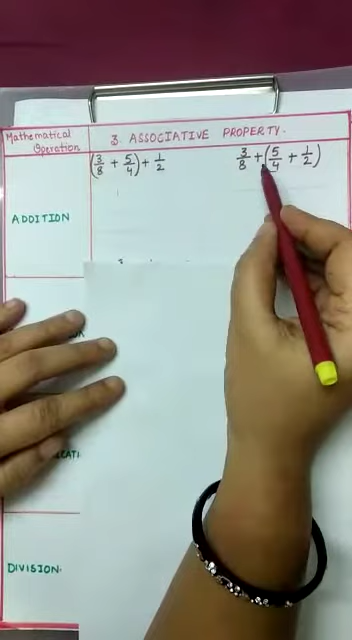 Mathematical Operation
3. ASSOCIATIVE PROPERTY.
(3/8 + 5/4) + 1/2
3/8 + (5/4 + 1/2)
ADDITION
DIVISION.